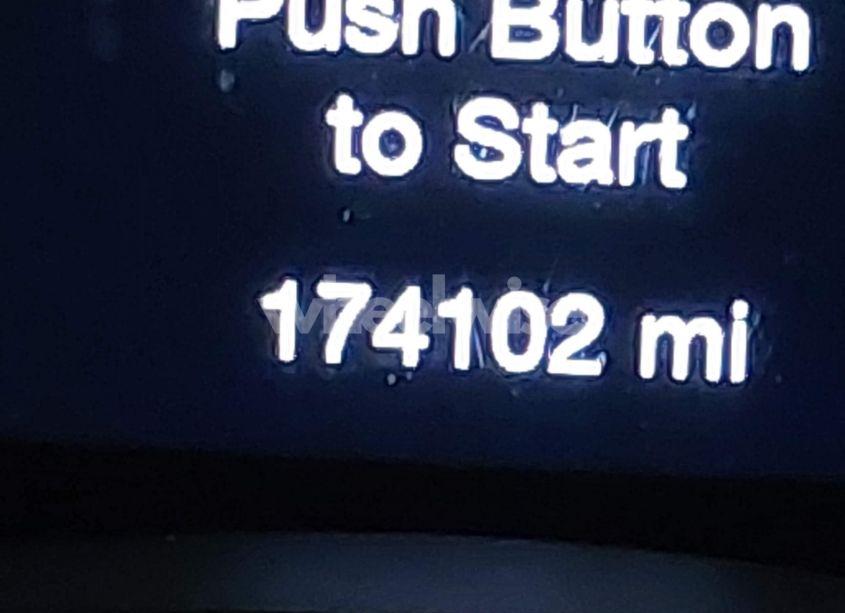 Push Button
to Start
174102 mi